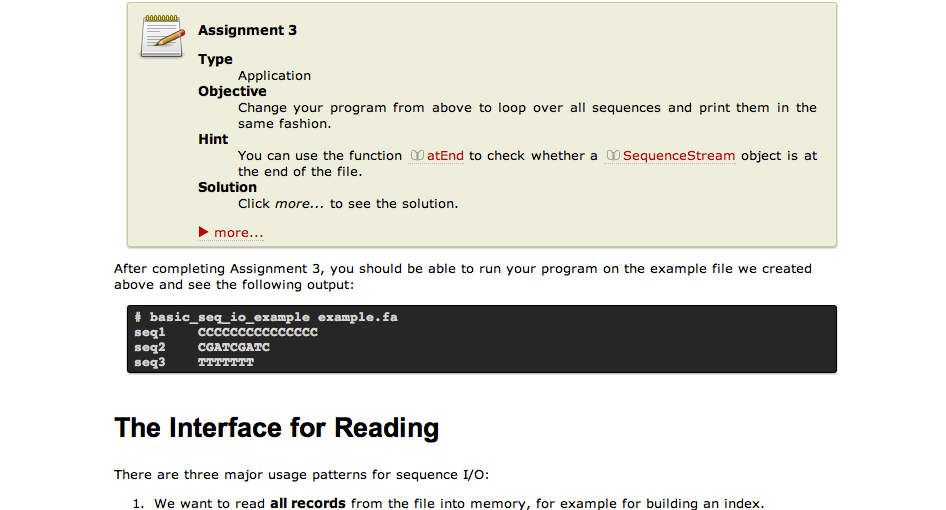 Assignment 3
Type
Application
Objective
Change your program from above to loop over all sequences and print them in the
same fashion.
Hint
You can use the function atEnd to check whether a SequenceStream object is at
the end of the file.
Solution
Click more... to see the solution.
more...
After completing Assignment 3, you should be able to run your program on the example file we created
above and see the following output:
# basic_seq_io_example example.fa
seq1 CCCCCCCCCCCCCCC
seq2 CGATCGATC
seq3 TTTTTTT
The Interface for Reading
There are three major usage patterns for sequence I/O:
1. We want to read all records from the file into memory, for example for building an index.